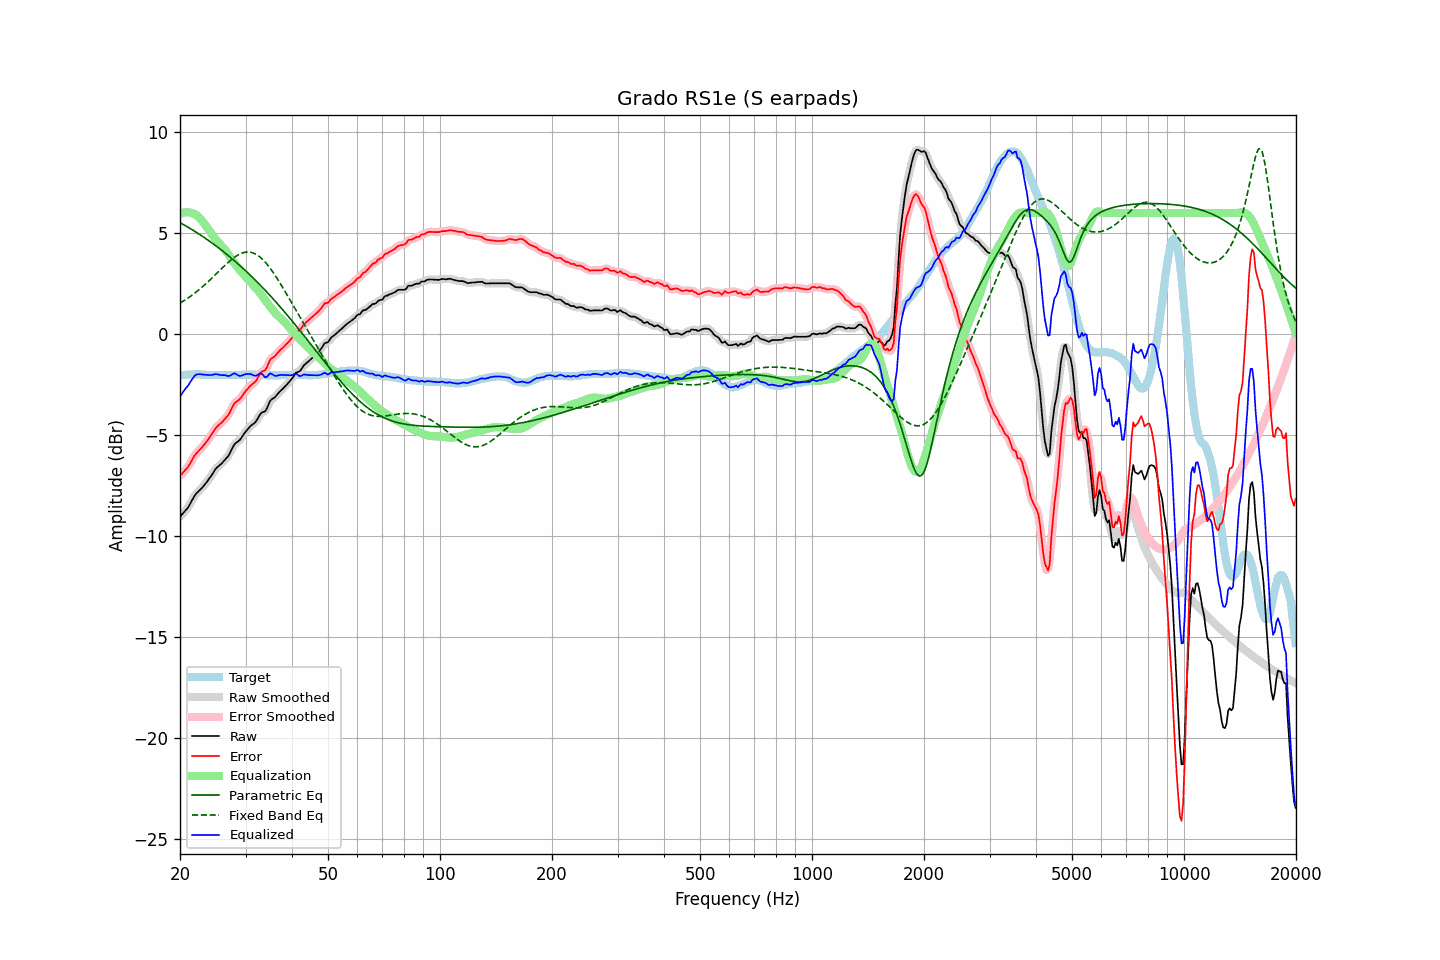 Grado RS1e (S earpads)
10
5
0
−5
−10
−15
−20
−25
Amplitude (dBr)
Target
Raw Smoothed
Error Smoothed
Raw
Error
Equalization
Parametric Eq
Fixed Band Eq
Equalized
20 50 100 200 500 1000 2000 5000 10000 20000
Frequency (Hz)